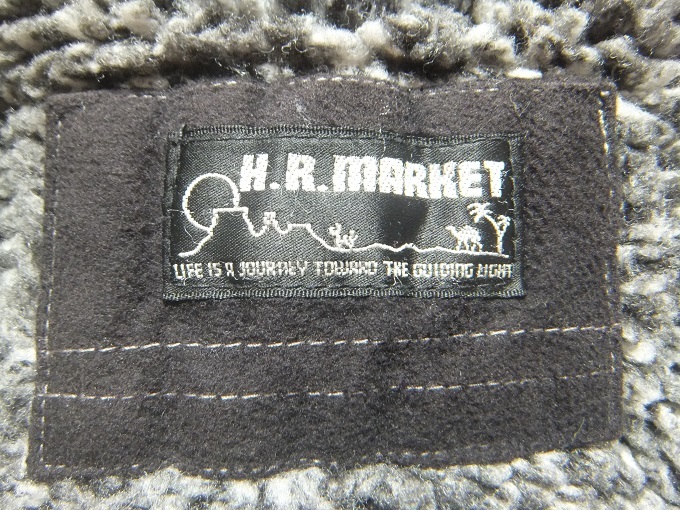 H.R.MARKET
LIFE IS A JOURNEY TOWARD THE GUIDING LIGHT